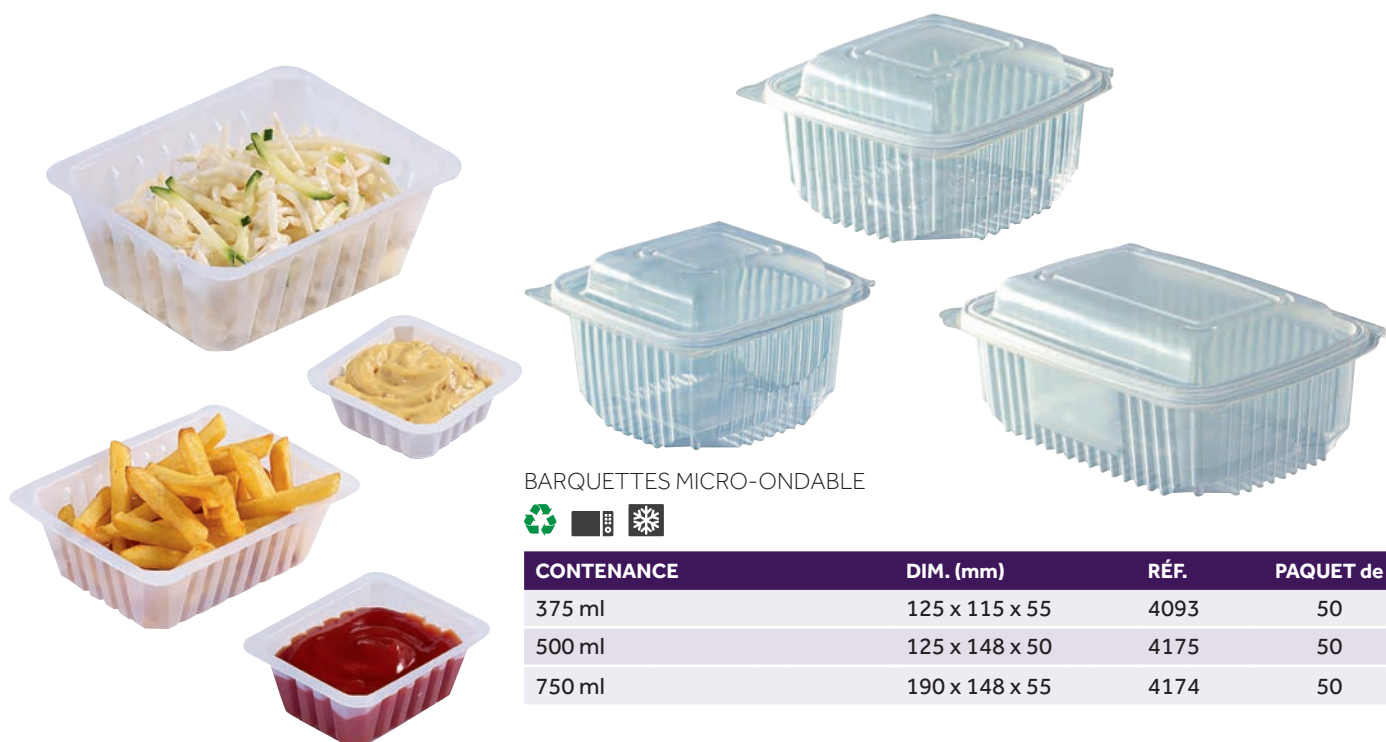 BARQUETTES MICRO-ONDABLE
CONTENANCE DIM. (mm) RÉF. PAQUET de
375 ml 125 x 115 x 55 4093 50
500 ml 125 x 148 x 50 4175 50
750 ml 190 x 148 x 55 4174 50